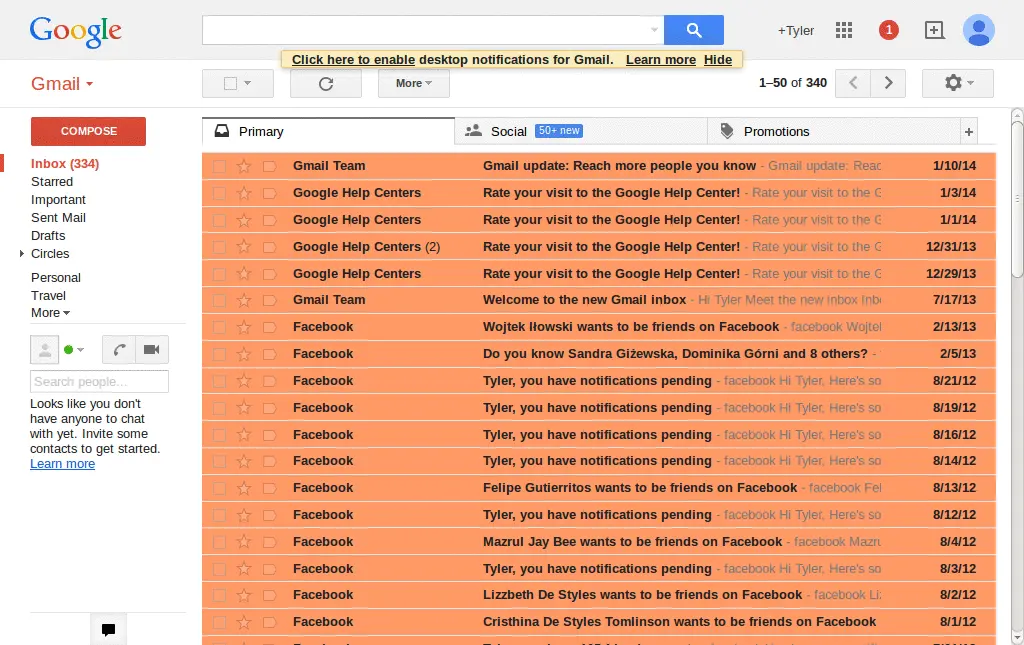 Google
+Tyler
1
Click here to enable desktop notifications for Gmail. Learn more Hide
Gmail
More
1–50 of 340
COMPOSE
Inbox (334)
Starred
Important
Sent Mail
Drafts
Circles
Personal
Travel
More
Search people...
Looks like you don't
have anyone to chat
with yet. Invite some
contacts to get started.
Learn more
Primary
Social 50+ new
Promotions
+
Gmail Team Gmail update: Reach more people you know - Gmail update: Reac 1/10/14
Google Help Centers Rate your visit to the Google Help Center! - Rate your visit to the G 1/3/14
Google Help Centers Rate your visit to the Google Help Center! - Rate your visit to the G 1/1/14
Google Help Centers (2) Rate your visit to the Google Help Center! - Rate your visit to the G 12/31/13
Google Help Centers Rate your visit to the Google Help Center! - Rate your visit to the G 12/29/13
Gmail Team Welcome to the new Gmail inbox - Hi Tyler Meet the new inbox Inbo 7/17/13
Facebook Wojtek Iłowski wants to be friends on Facebook - facebook Wojtel 2/13/13
Facebook Do you know Sandra Giżewska, Dominika Górni and 8 others? - 2/5/13
Facebook Tyler, you have notifications pending - facebook Hi Tyler, Here's so 8/21/12
Facebook Tyler, you have notifications pending - facebook Hi Tyler, Here's so 8/19/12
Facebook Tyler, you have notifications pending - facebook Hi Tyler, Here's so 8/16/12
Facebook Tyler, you have notifications pending - facebook Hi Tyler, Here's so 8/14/12
Facebook Felipe Gutierritos wants to be friends on Facebook - facebook Fel 8/13/12
Facebook Tyler, you have notifications pending - facebook Hi Tyler, Here's so 8/12/12
Facebook Mazrul Jay Bee wants to be friends on Facebook - facebook Mazru 8/4/12
Facebook Tyler, you have notifications pending - facebook Hi Tyler, Here's so 8/3/12
Facebook Lizzbeth De Styles wants to be friends on Facebook - facebook Liz 8/2/12
Facebook Cristhina De Styles Tomlinson wants to be friends on Facebook 8/1/12